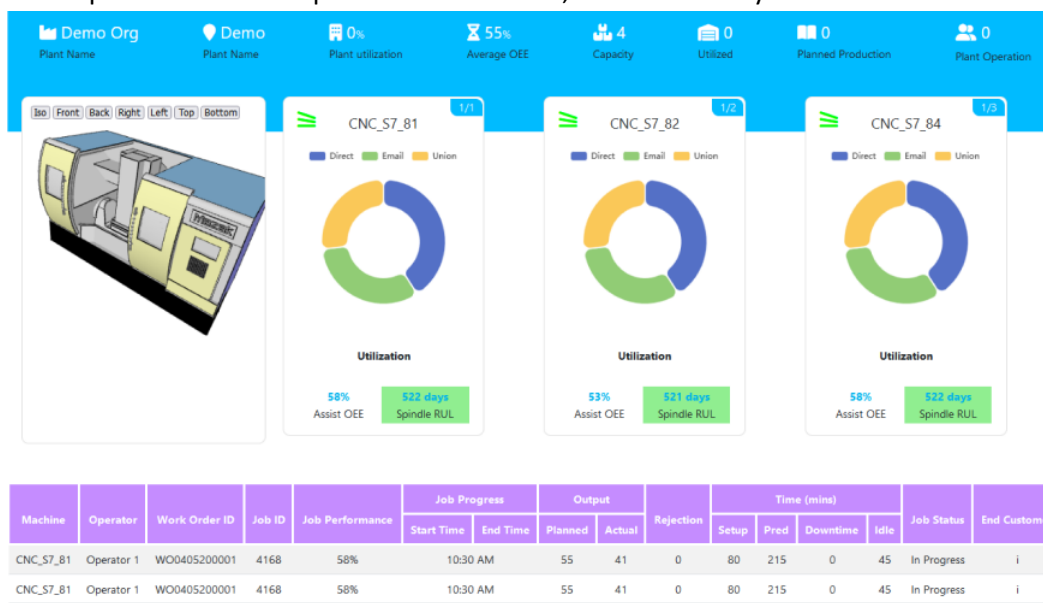 Demo Org
Plant Name
Demo
Plant Name
0%
Plant utilization
55%
Average OEE
4
Capacity
0
Utilized
0
Planned Production
0
Plant Operation
Iso Front Back Right Left Top Bottom
Mazak
1/1
CNC_S7_81
Direct Email Union
Utilization
58%
Assist OEE
522 days
Spindle RUL
1/2
CNC_S7_82
Direct Email Union
Utilization
53%
Assist OEE
521 days
Spindle RUL
1/3
CNC_S7_84
Direct Email Union
Utilization
58%
Assist OEE
522 days
Spindle RUL
Job Progress Output Time (mins)
Machine Operator Work Order ID Job ID Job Performance Rejection Job Status End Custom
Start Time End Time Planned Actual Setup Pred Downtime Idle
CNC_S7_81 Operator 1 WO0405200001 4168 58% 10:30 AM 55 41 0 80 215 0 45 In Progress i
CNC_S7_81 Operator 1 WO0405200001 4168 58% 10:30 AM 55 41 0 80 215 0 45 In Progress i